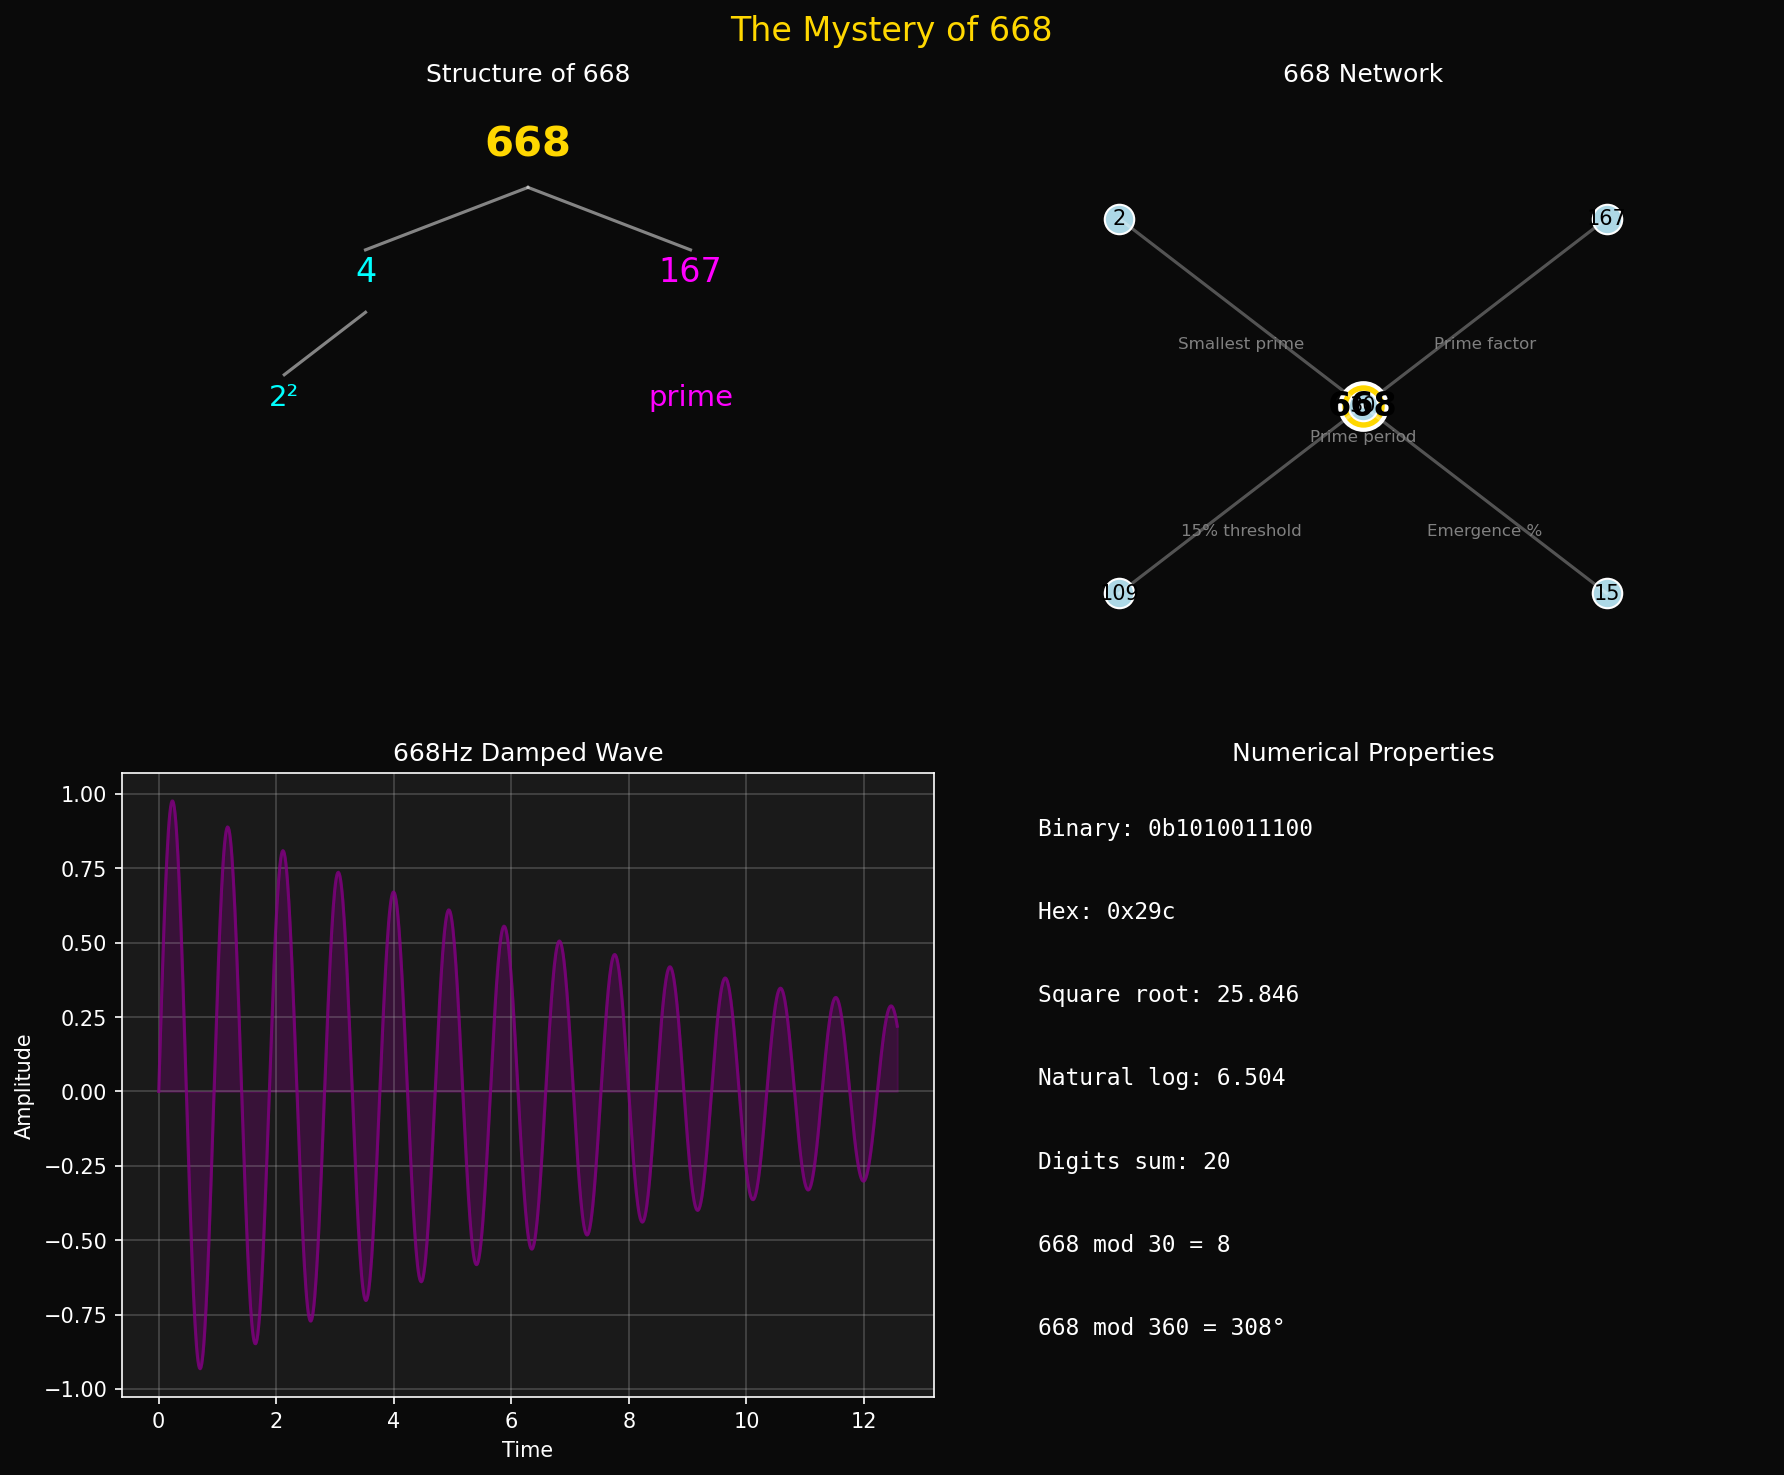 The Mystery of 668
Structure of 668
668
4
167
2²
prime
668 Network
2
167
Smallest prime
Prime factor
668
Prime period
15% threshold
Emergence %
109
15
668Hz Damped Wave
1.00
0.75
0.50
0.25
0.00
−0.25
−0.50
−0.75
−1.00
Amplitude
0 2 4 6 8 10 12
Time
Numerical Properties
Binary: 0b1010011100
Hex: 0x29c
Square root: 25.846
Natural log: 6.504
Digits sum: 20
668 mod 30 = 8
668 mod 360 = 308°